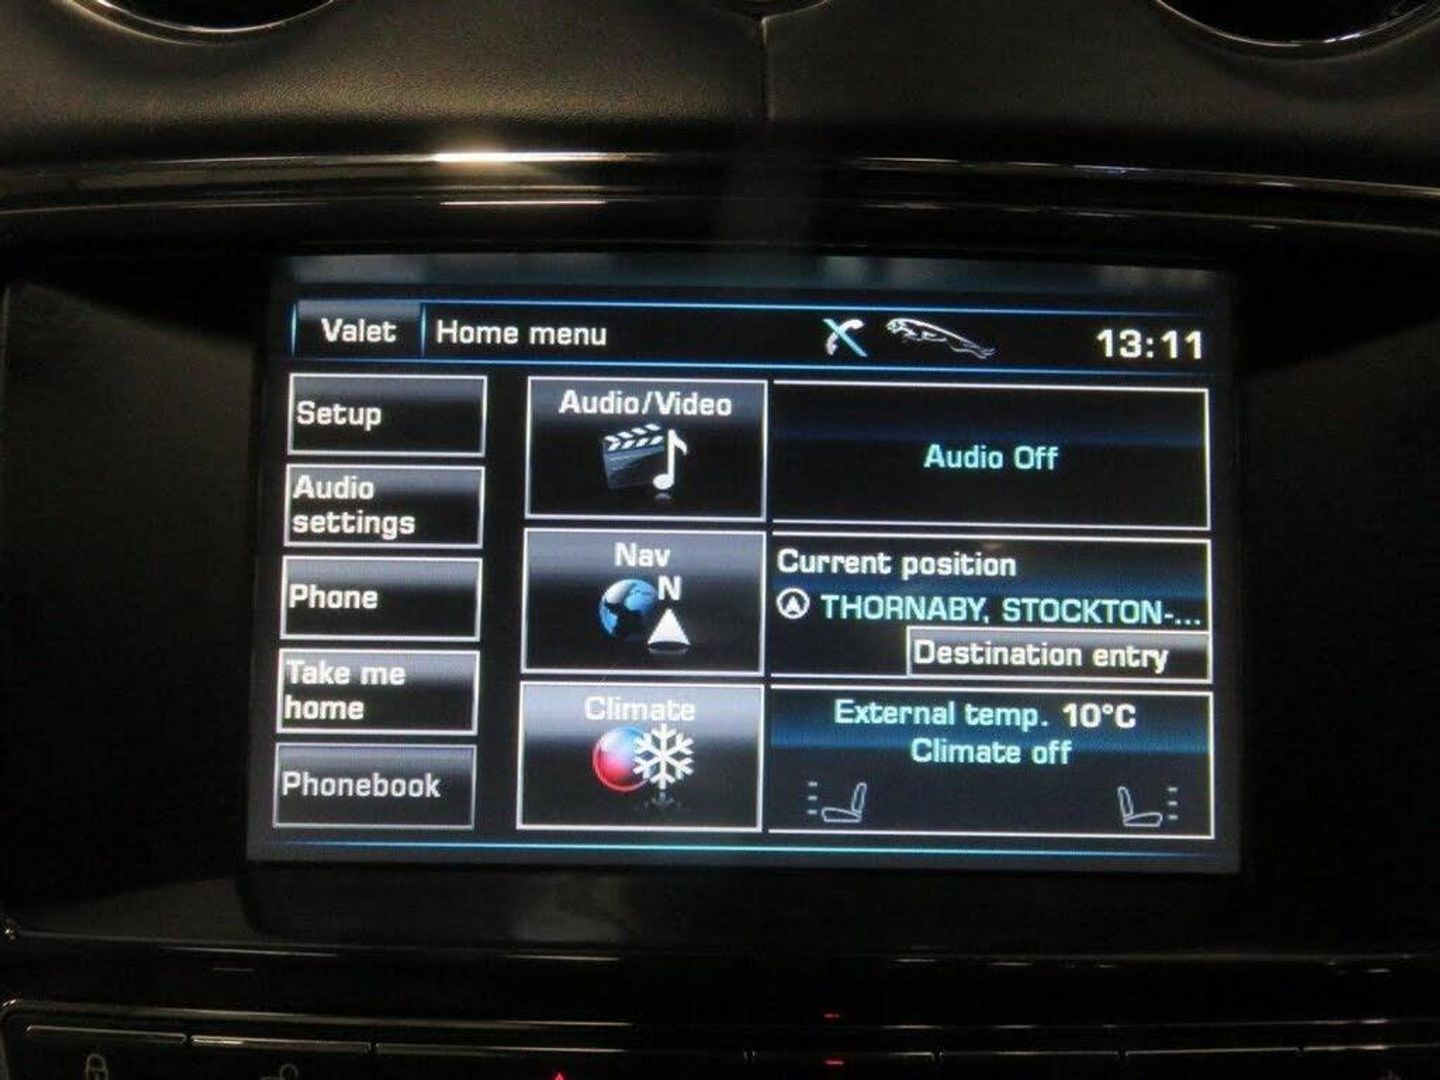 Valet
Home menu
13:11
Setup
Audio
settings
Phone
Take me
home
Phonebook
Audio/Video
Audio Off
Nav
N
Current position
THORNABY, STOCKTON-...
Destination entry
Climate
External temp. 10°C
Climate off